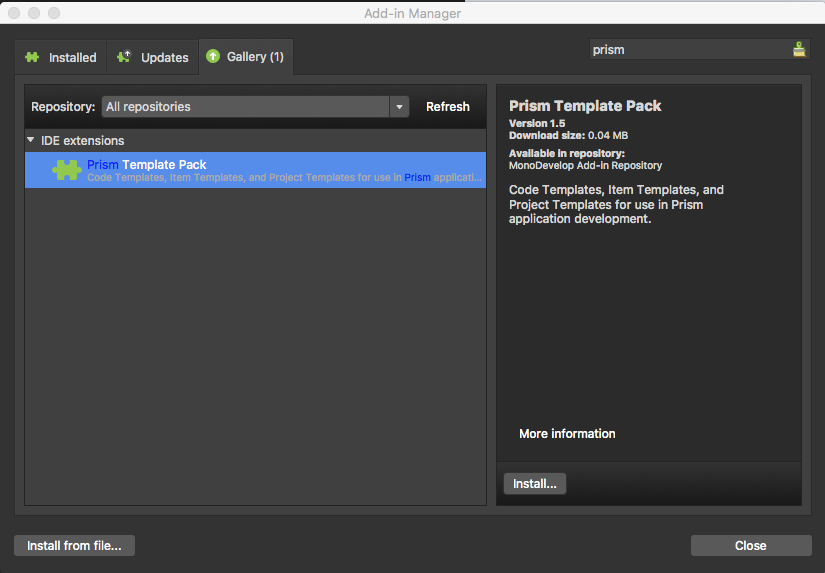 Add-in Manager
Installed
Updates
Gallery (1)
prism
Repository:
All repositories
Refresh
IDE extensions
Prism Template Pack
Code Templates, Item Templates, and Project Templates for use in Prism applicati...
Prism Template Pack
Version 1.5
Download size: 0.04 MB
Available in repository:
MonoDevelop Add-in Repository
Code Templates, Item Templates, and
Project Templates for use in Prism
application development.
More information
Install...
Install from file...
Close